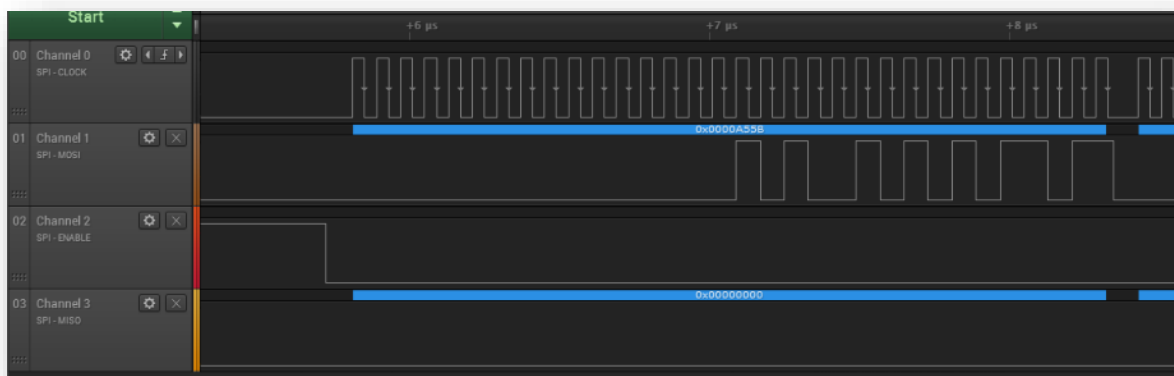 Start
+6 µs
+7 µs
+8 µs
00 Channel 0
SPI - CLOCK
0x0000A55B
01 Channel 1
SPI - MOSI
02 Channel 2
SPI - ENABLE
0x00000000
03 Channel 3
SPI - MISO